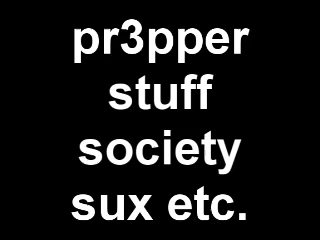 pr3pper
stuff
society
sux etc.